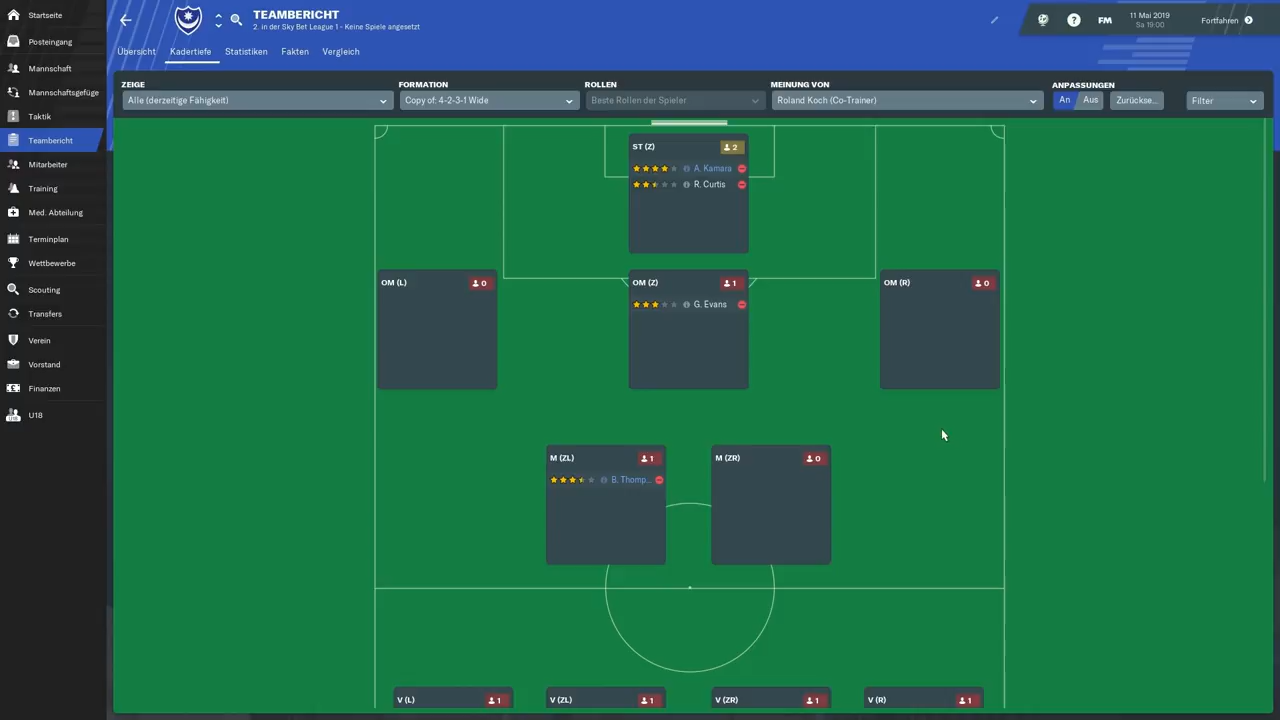 Startseite
Posteingang
Mannschaft
Mannschaftsgefüge
Taktik
Teambericht
Mitarbeiter
Training
Med. Abteilung
Terminplan
Wettbewerbe
Scouting
Transfers
Verein
Vorstand
Finanzen
U18
TEAMBERICHT
2. in der Sky Bet League 1 - Keine Spiele angesetzt
FM
11 Mai 2019
Sa 19:00
Fortfahren
Übersicht Kadertiefe Statistiken Fakten Vergleich
ZEIGE FORMATION ROLLEN MEINUNG VON ANPASSUNGEN
Alle (derzeitige Fähigkeit) Copy of: 4-2-3-1 Wide Beste Rollen der Spieler Roland Koch (Co-Trainer) An Aus Zurückse... Filter
ST (Z) 2
A. Kamara
R. Curtis
OM (L) 0 OM (Z) 1 OM (R) 0
G. Evans
M (ZL) 1 M (ZR) 0
B. Thomp...
V (L) 1 V (ZL) 1 V (ZR) 1 V (R) 1